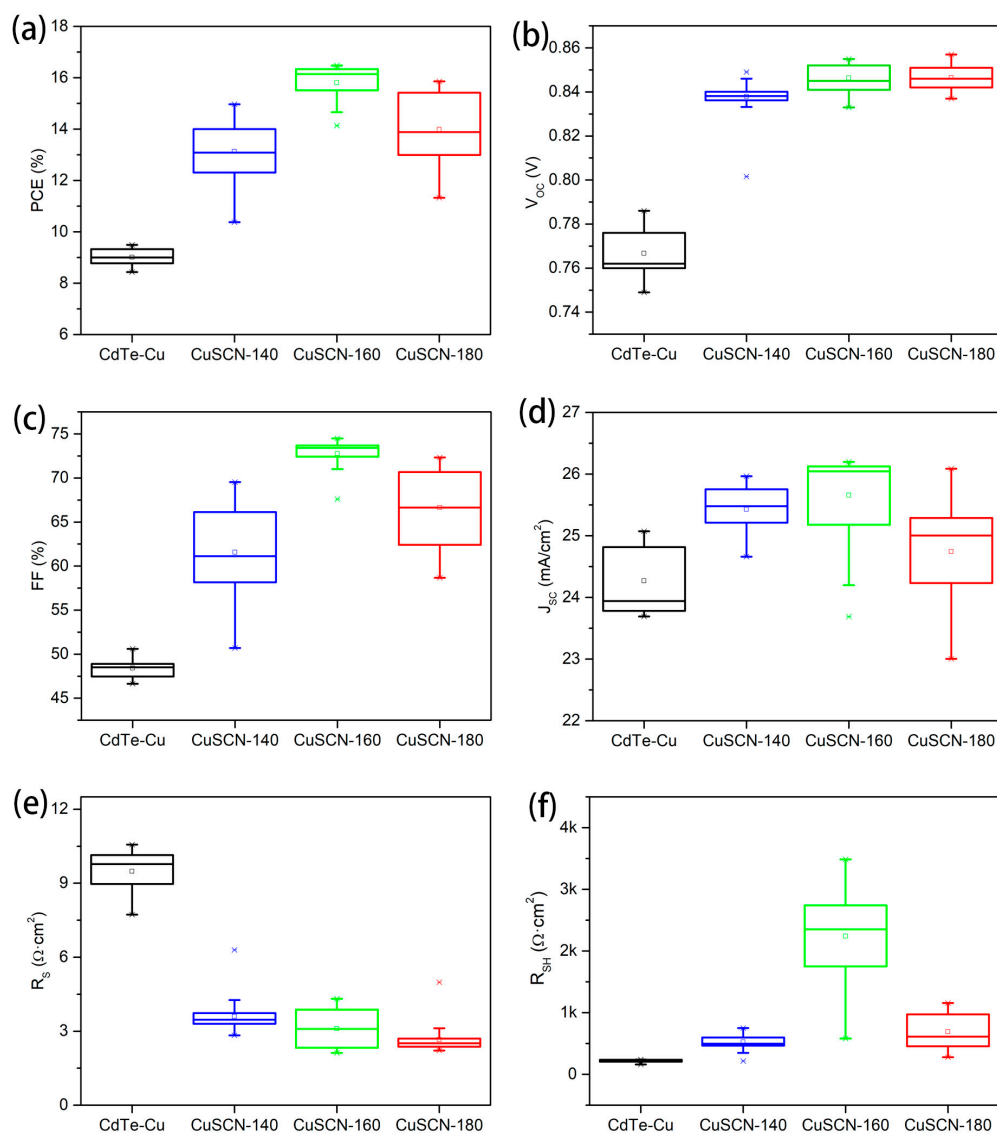 (a)
18
16
14
12
10
8
6
PCE (%)
CdTe-Cu CuSCN-140 CuSCN-160 CuSCN-180
(b)
0.86
0.84
0.82
0.80
0.78
0.76
0.74
V_OC (V)
CdTe-Cu CuSCN-140 CuSCN-160 CuSCN-180
(c)
75
70
65
60
55
50
45
FF (%)
CdTe-Cu CuSCN-140 CuSCN-160 CuSCN-180
(d)
27
26
25
24
23
22
J_SC (mA/cm²)
CdTe-Cu CuSCN-140 CuSCN-160 CuSCN-180
(e)
12
9
6
3
0
R_S (Ω·cm²)
CdTe-Cu CuSCN-140 CuSCN-160 CuSCN-180
(f)
4k
3k
2k
1k
0
R_SH (Ω·cm²)
CdTe-Cu CuSCN-140 CuSCN-160 CuSCN-180